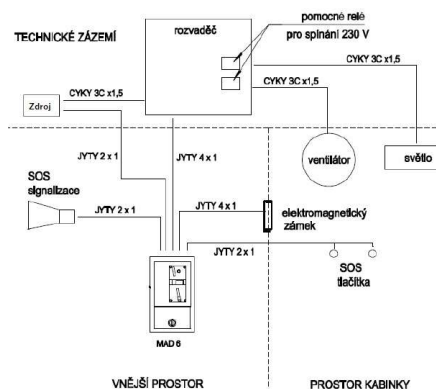 TECHNICKÉ ZÁZEMÍ
rozvaděč
pomocné relé
pro spínání 230 V
Zdroj
CYKY 3C x1,5
CYKY 3C x1,5
CYKY 3C x1,5
JYTY 2 x 1
JYTY 4 x 1
ventilátor
světlo
SOS
signalizace
JYTY 2 x 1
JYTY 4 x 1
elektromagnetický
zámek
JYTY 2 x 1
SOS
tlačítka
MAD 6
VNĚJŠÍ PROSTOR
PROSTOR KABINKY